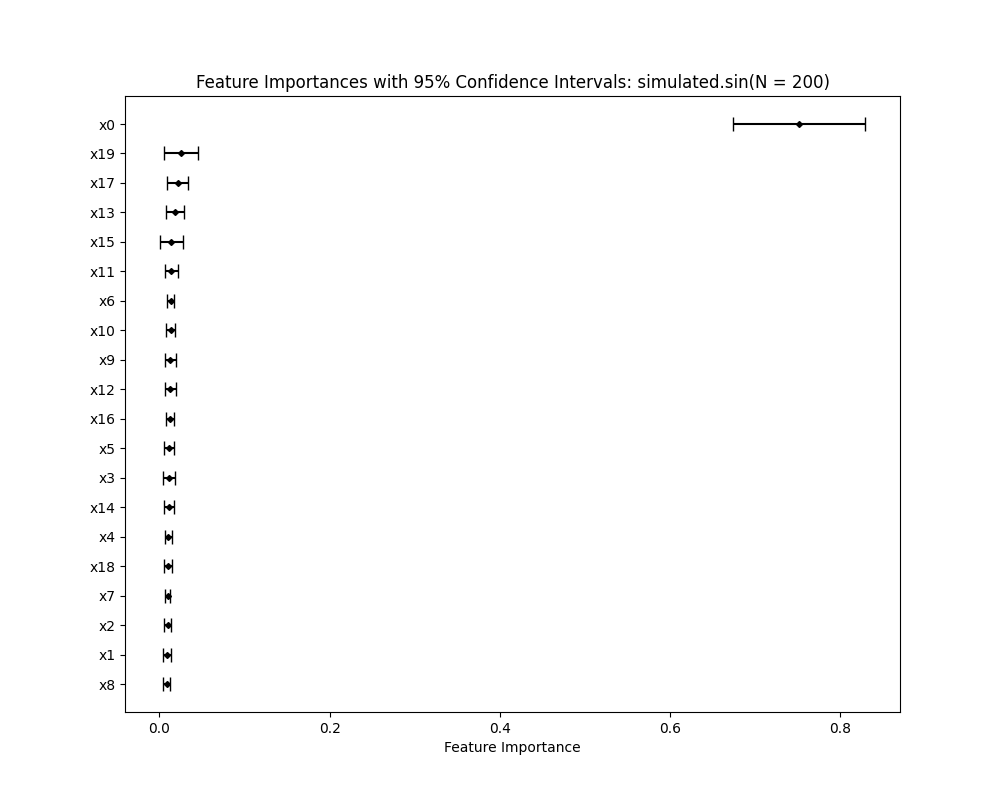 Feature Importances with 95% Confidence Intervals: simulated.sin(N = 200)
x0
x19
x17
x13
x15
x11
x6
x10
x9
x12
x16
x5
x3
x14
x4
x18
x7
x2
x1
x8
0.0 0.2 0.4 0.6 0.8
Feature Importance